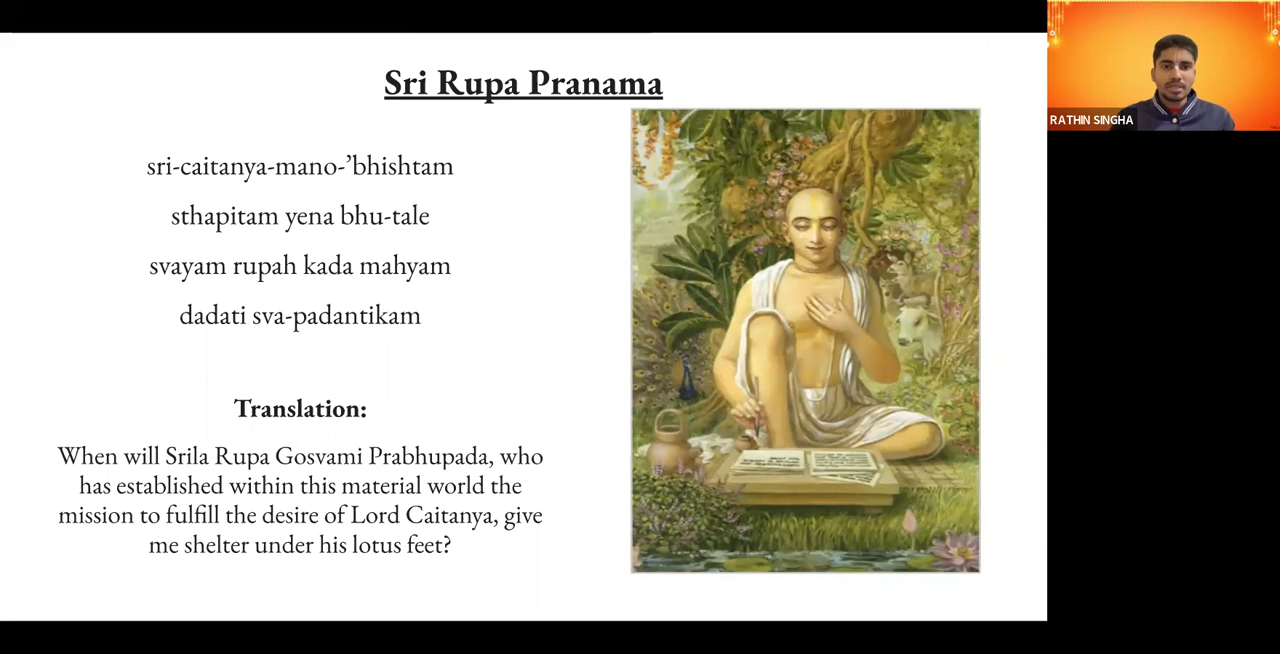 Sri Rupa Pranama
sri-caitanya-mano-’bhishtam
sthapitam yena bhu-tale
svayam rupah kada mahyam
dadati sva-padantikam
Translation:
When will Srila Rupa Gosvami Prabhupada, who
has established within this material world the
mission to fulfill the desire of Lord Caitanya, give
me shelter under his lotus feet?
RATHIN SINGHA